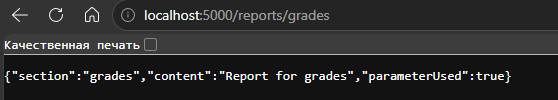 localhost:5000/reports/grades
Качественная печать
{"section":"grades","content":"Report for grades","parameterUsed":true}